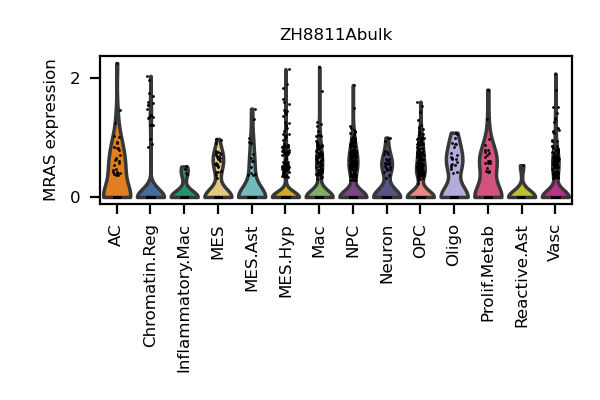 ZH8811Abulk
MRAS expression
2
0
AC
Chromatin.Reg
Inflammatory.Mac
MES
MES.Ast
MES.Hyp
Mac
NPC
Neuron
OPC
Oligo
Prolif.Metab
Reactive.Ast
Vasc